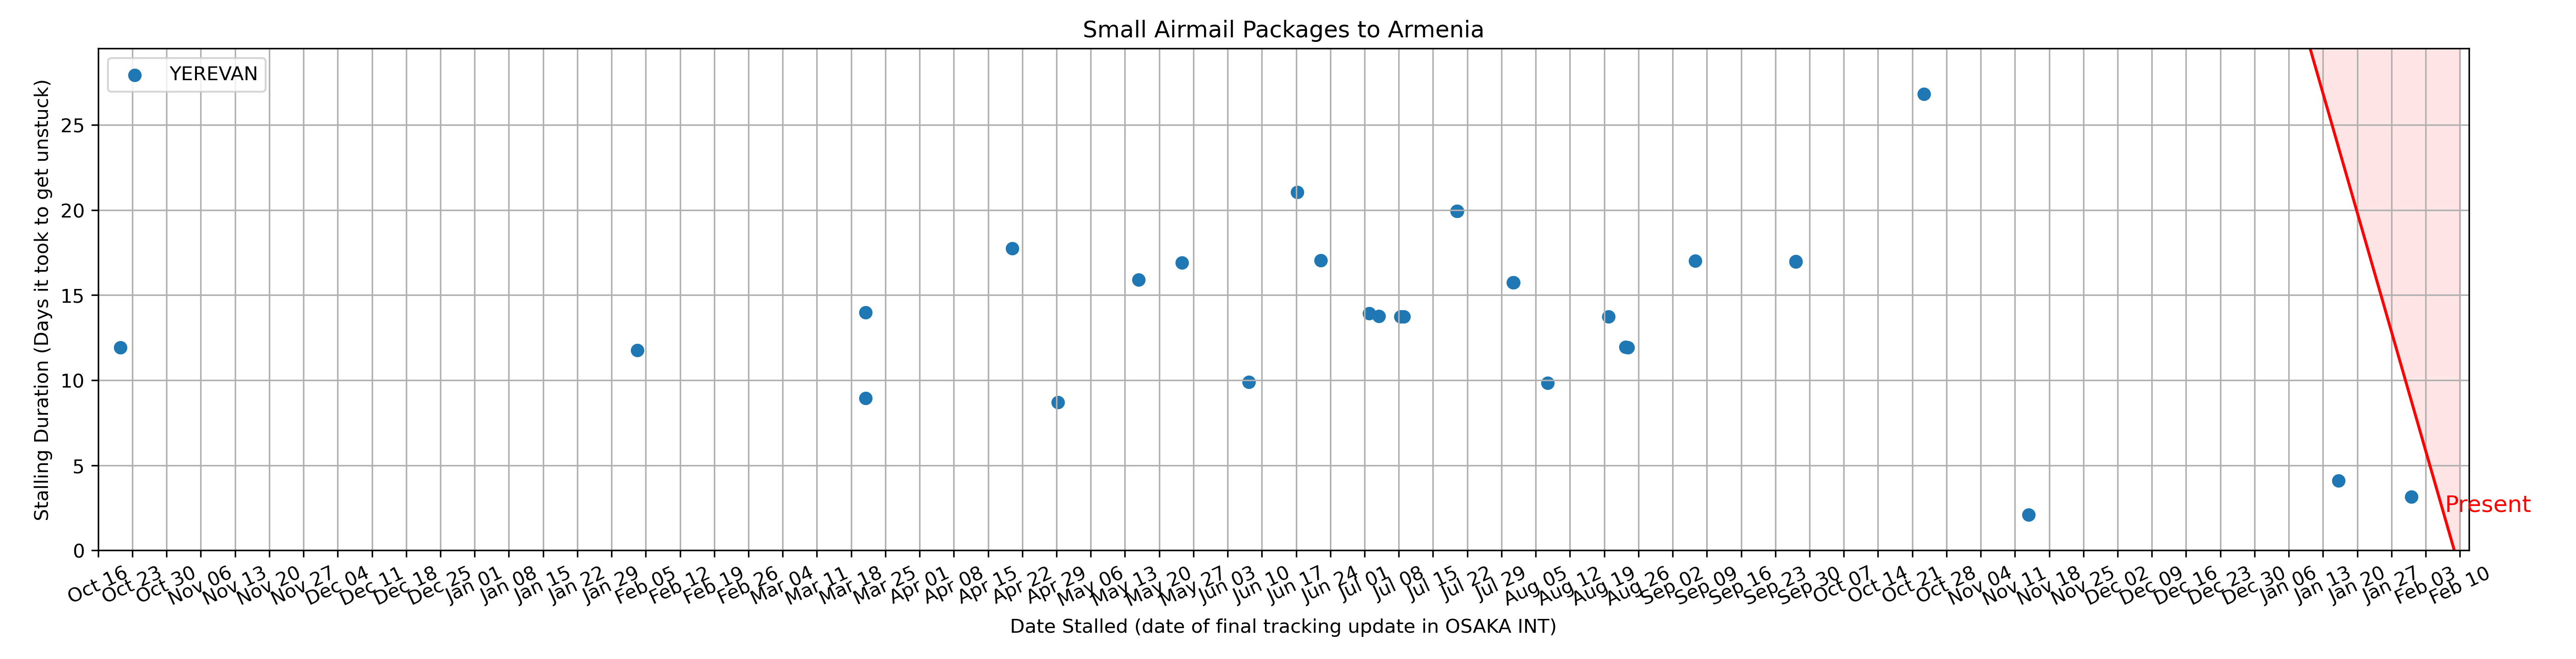 Small Airmail Packages to Armenia
YEREVAN
Stalling Duration (Days it took to get unstuck)
25
20
15
10
5
0
Present
Oct 16 Oct 23 Oct 30 Nov 06 Nov 13 Nov 20 Nov 27 Dec 04 Dec 11 Dec 18 Dec 25 Jan 01 Jan 08 Jan 15 Jan 22 Jan 29 Feb 05 Feb 12 Feb 19 Feb 26 Mar 04 Mar 11 Mar 18 Mar 25 Apr 01 Apr 08 Apr 15 Apr 22 Apr 29 May 06 May 13 May 20 May 27 Jun 03 Jun 10 Jun 17 Jun 24 Jul 01 Jul 08 Jul 15 Jul 22 Jul 29 Aug 05 Aug 12 Aug 19 Aug 26 Sep 02 Sep 09 Sep 16 Sep 23 Sep 30 Oct 07 Oct 14 Oct 21 Oct 28 Nov 04 Nov 11 Nov 18 Nov 25 Dec 02 Dec 09 Dec 16 Dec 23 Dec 30 Jan 06 Jan 13 Jan 20 Jan 27 Feb 03 Feb 10
Date Stalled (date of final tracking update in OSAKA INT)